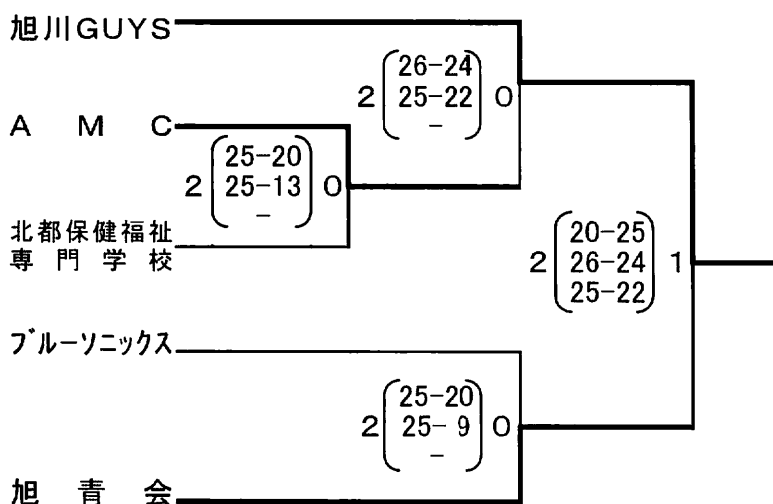 旭川GUYS
26-24
2 25-22 0
-
A M C
25-20
2 25-13 0
-
北都保健福祉
専門学校
20-25
2 26-24 1
25-22
ブルーソニックス
25-20
2 25- 9 0
-
旭青会